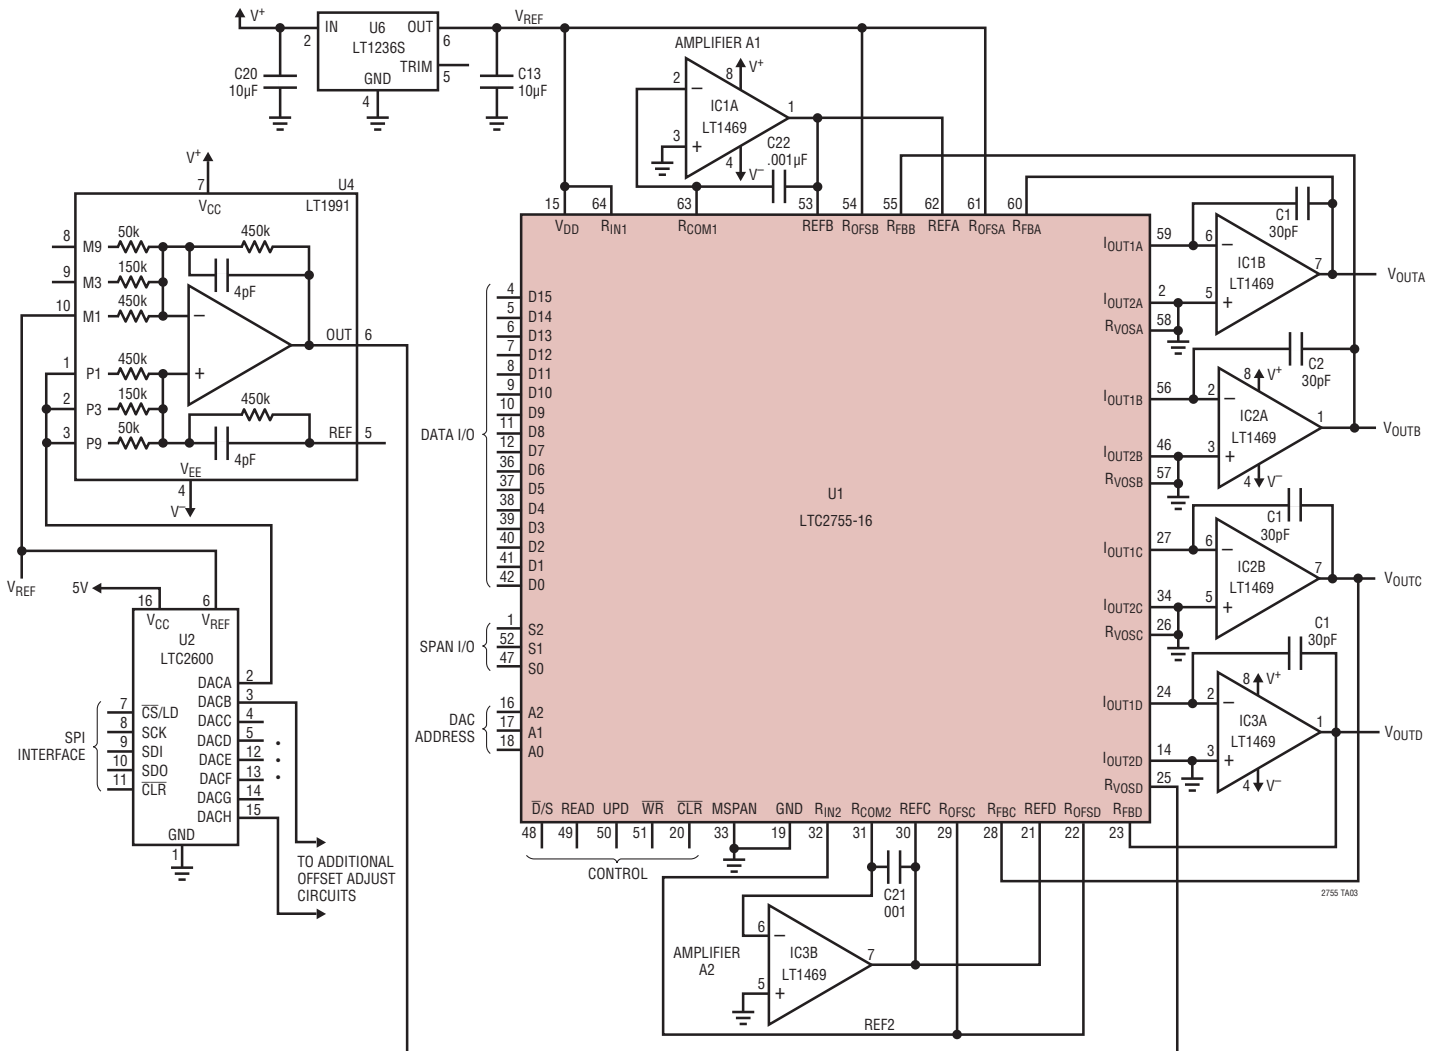 V+
IN
U6
LT1236S
OUT
TRIM
GND
2
6
5
4
C20
10µF
C13
10µF
VREF
AMPLIFIER A1
2
3
8
V+
IC1A
LT1469
1
4
V–
C22
.001µF
V+
7
VCC
U4
LT1991
8
M9
50k
450k
9
M3
150k
4pF
10
M1
450k
–
OUT
6
1
P1
450k
+
2
P3
150k
450k
3
P9
50k
4pF
REF
5
VEE
4
V–
VREF
5V
16
6
VCC
VREF
U2
LTC2600
DACA
2
DACB
3
DACC
4
DACD
5
DACE
12
DACF
13
DACG
14
DACH
15
SPI
INTERFACE
7
CS/LD
8
SCK
9
SDI
10
SDO
11
CLR
GND
1
TO ADDITIONAL
OFFSET ADJUST
CIRCUITS
15
64
63
53
54
55
62
61
60
VDD
RIN1
RCOM1
REFB
ROFSB
RFBB
REFA
ROFSA
RFBA
DATA I/O
4
D15
5
D14
6
D13
7
D12
8
D11
9
D10
10
D9
11
D8
12
D7
36
D6
37
D5
38
D4
39
D3
40
D2
41
D1
42
D0
SPAN I/O
1
S2
52
S1
47
S0
DAC
ADDRESS
16
A2
17
A1
18
A0
U1
LTC2755-16
IOUT1A
59
IOUT2A
2
RVOSA
58
IOUT1B
56
IOUT2B
46
RVOSB
57
IOUT1C
27
IOUT2C
34
RVOSC
26
IOUT1D
24
IOUT2D
14
RVOSD
25
C1
30pF
6
–
IC1B
LT1469
7
5
+
VOUTA
C2
30pF
8
V+
2
–
IC2A
LT1469
1
3
+
4
V–
VOUTB
C1
30pF
6
–
IC2B
LT1469
7
5
+
VOUTC
C1
30pF
8
V+
2
–
IC3A
LT1469
1
3
+
4
V–
VOUTD
D/S READ UPD WR CLR MSPAN GND RIN2 RCOM2 REFC ROFSC RFBC REFD ROFSD RFBD
48 49 50 51 20 33 19 32 31 30 29 28 21 22 23
CONTROL
C21
001
AMPLIFIER
A2
6
–
IC3B
LT1469
7
5
+
REF2
2755 TA03